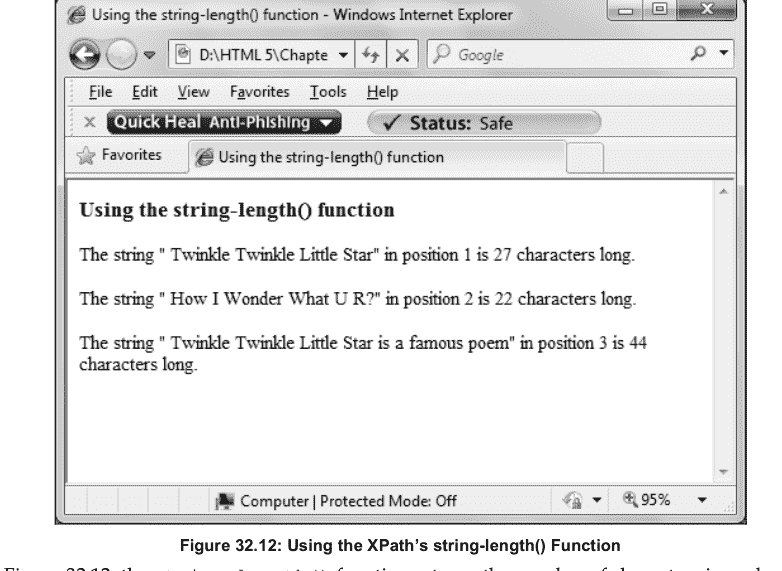 Using the string-length() function - Windows Internet Explorer
D:\HTML 5\Chapte
Google
File Edit View Favorites Tools Help
Quick Heal Anti-Phishing
Status: Safe
Favorites
Using the string-length() function
Using the string-length() function
The string " Twinkle Twinkle Little Star" in position 1 is 27 characters long.
The string " How I Wonder What U R?" in position 2 is 22 characters long.
The string " Twinkle Twinkle Little Star is a famous poem" in position 3 is 44
characters long.
Computer | Protected Mode: Off
95%
Figure 32.12: Using the XPath's string-length() Function